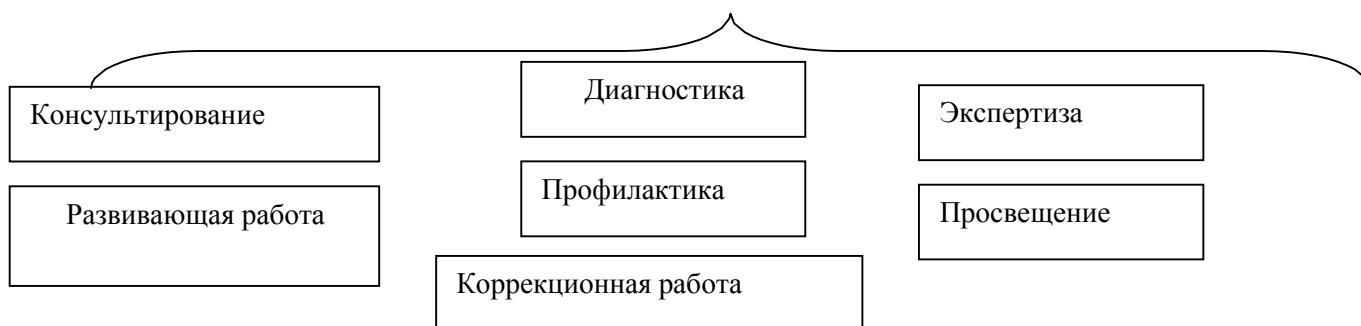 Диагностика
Консультирование
Экспертиза
Профилактика
Развивающая работа
Просвещение
Коррекционная работа